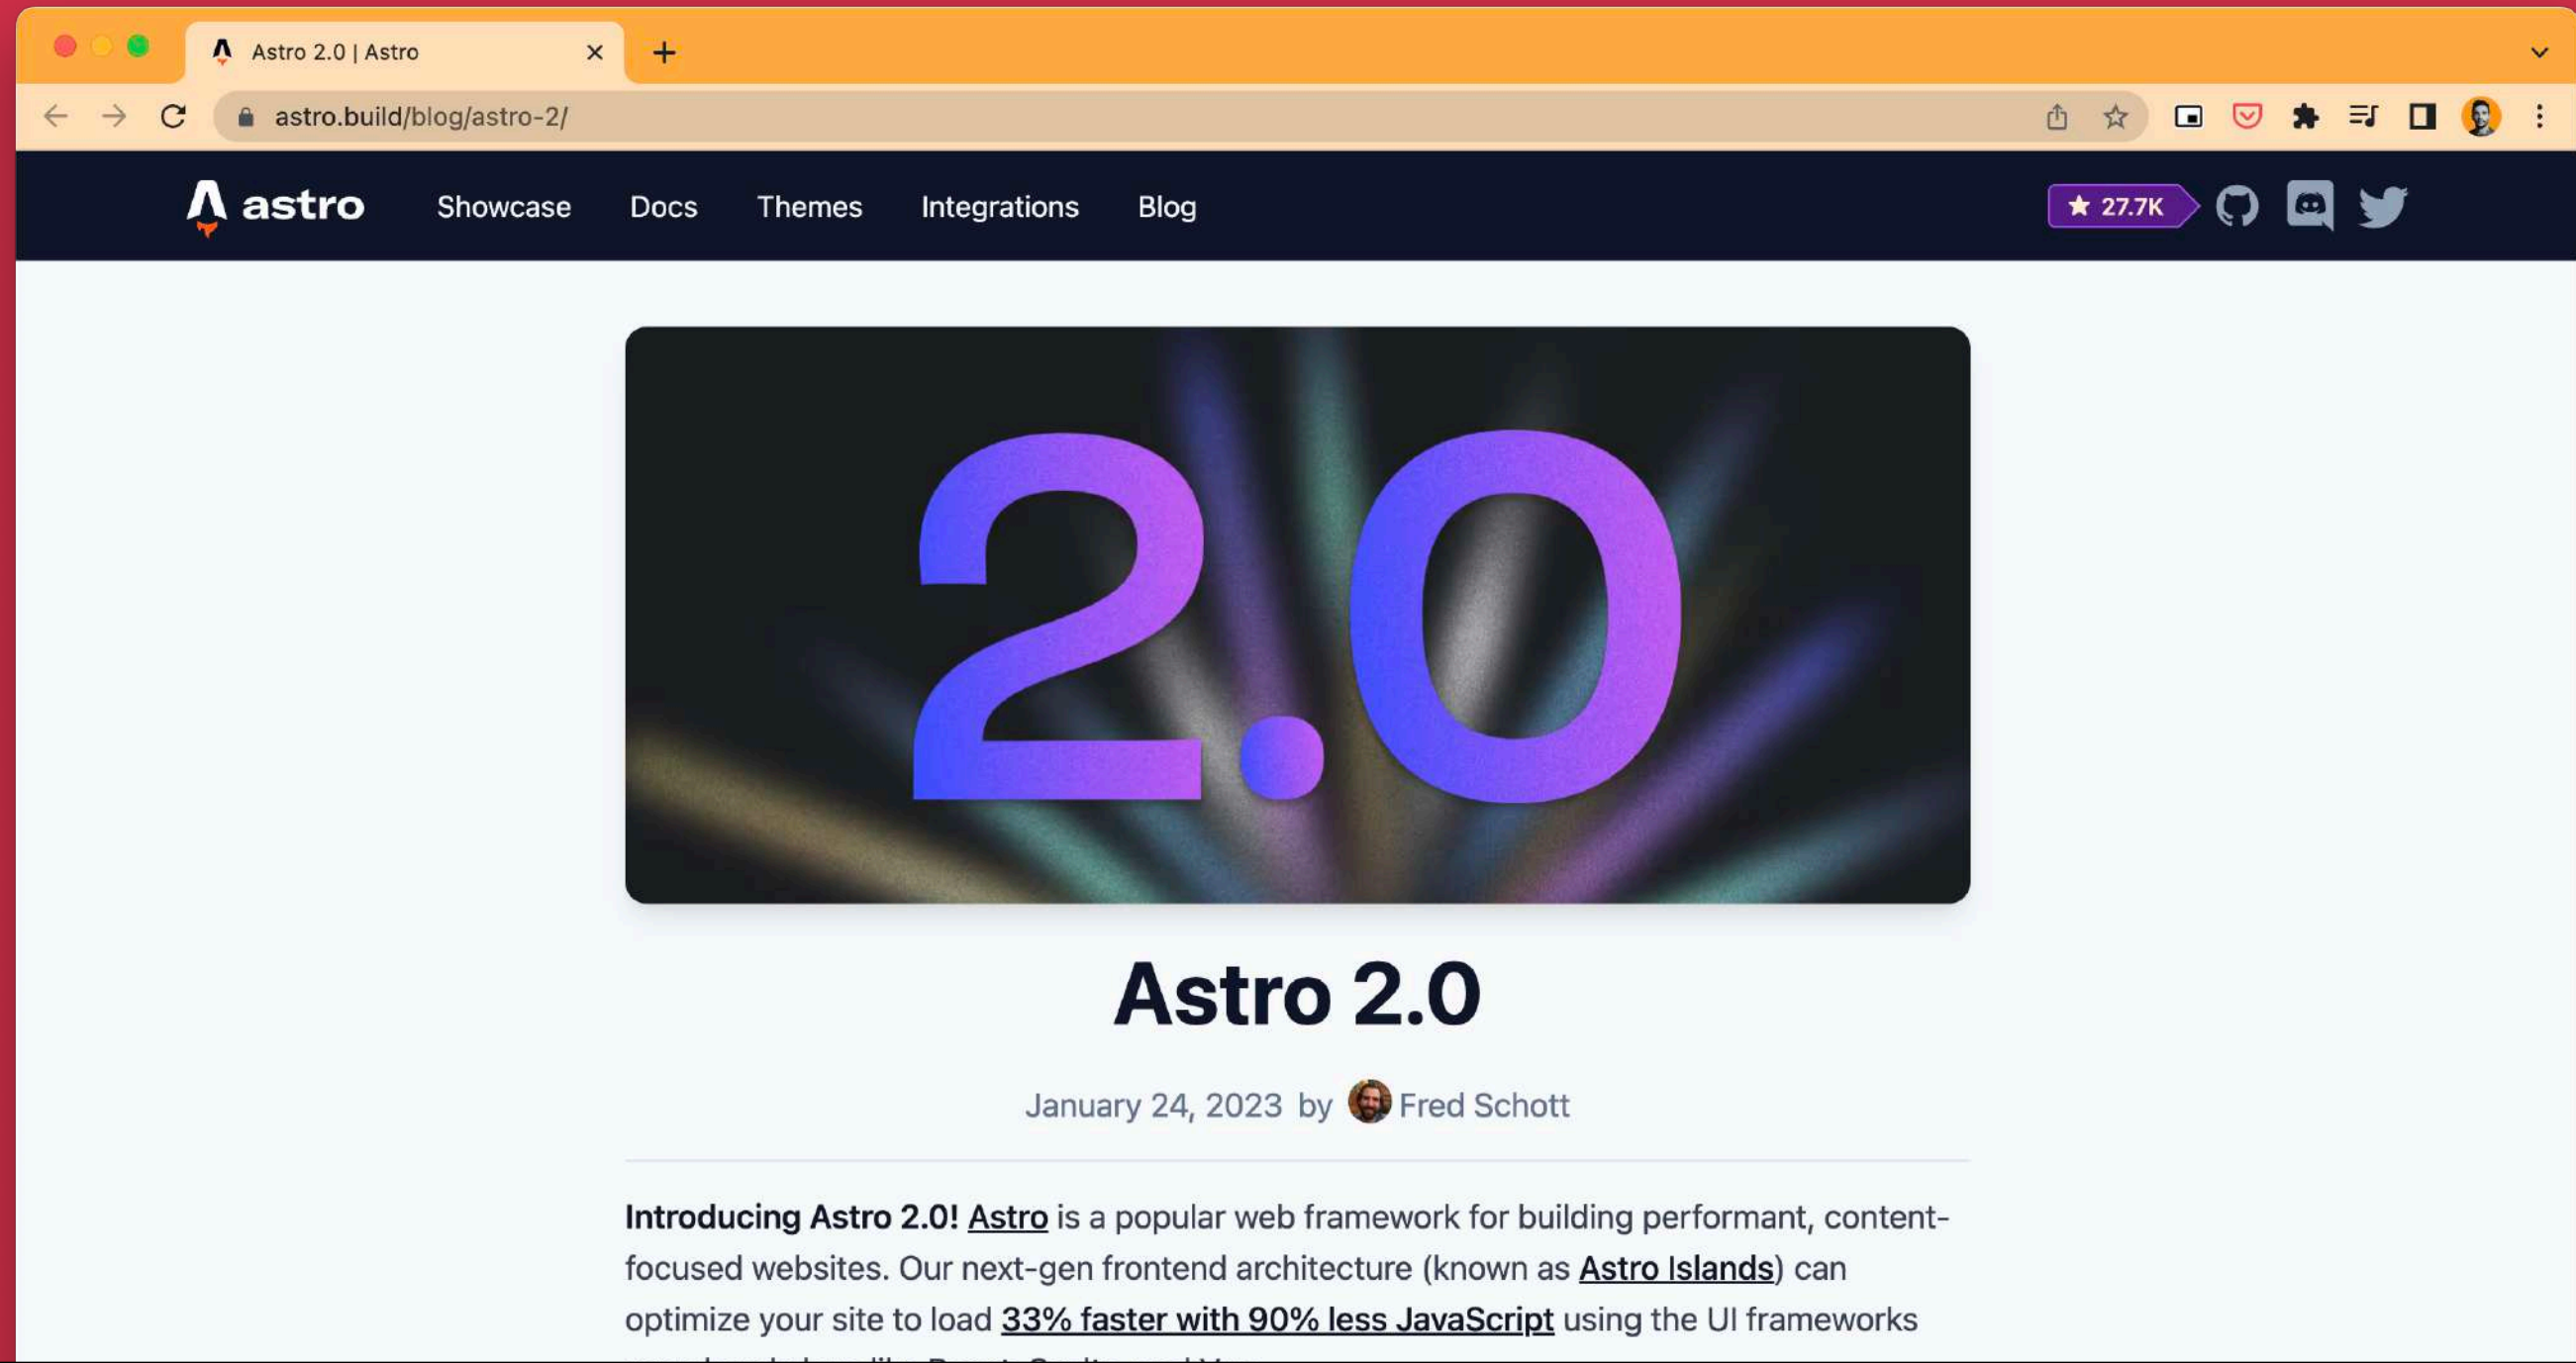 Astro 2.0 | Astro
astro.build/blog/astro-2/
astro Showcase Docs Themes Integrations Blog 27.7K
2.0
Astro 2.0
January 24, 2023 by Fred Schott
Introducing Astro 2.0! Astro is a popular web framework for building performant, content-
focused websites. Our next-gen frontend architecture (known as Astro Islands) can
optimize your site to load 33% faster with 90% less JavaScript using the UI frameworks